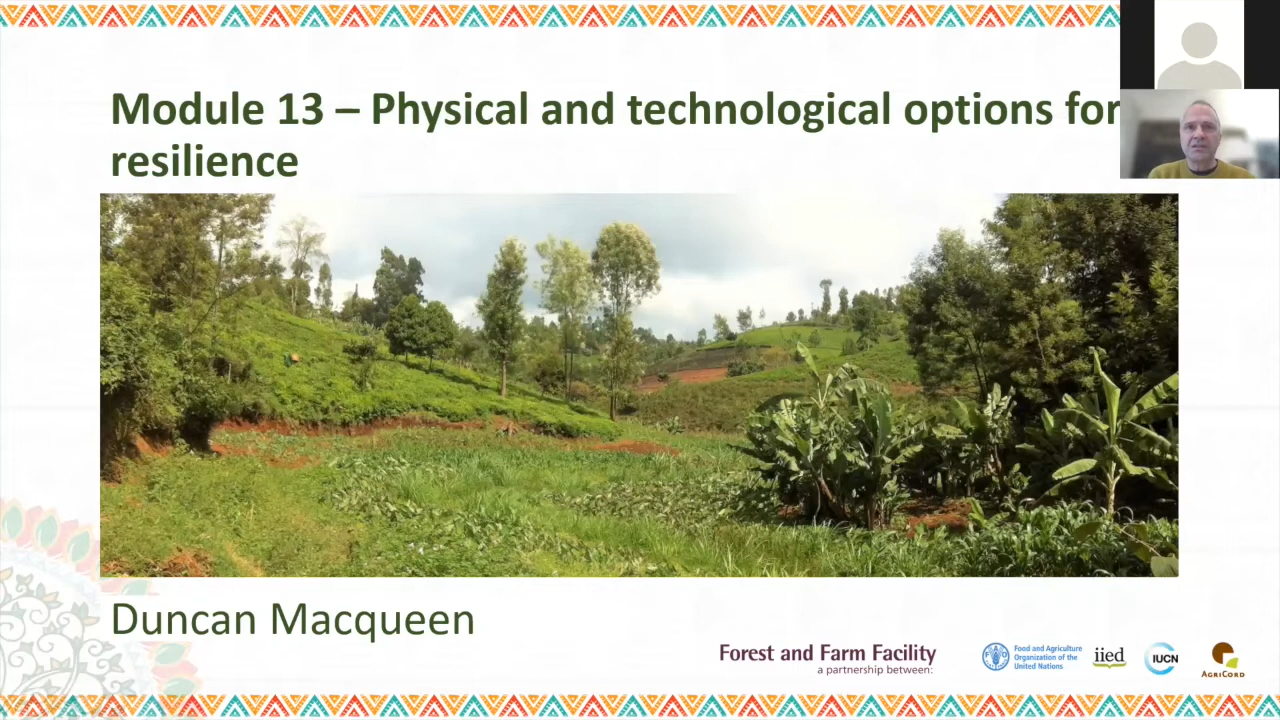 Module 13 – Physical and technological options for
resilience
Duncan Macqueen
Forest and Farm Facility
a partnership between:
Food and Agriculture
Organization of the
United Nations
iied
IUCN
AGRICORD